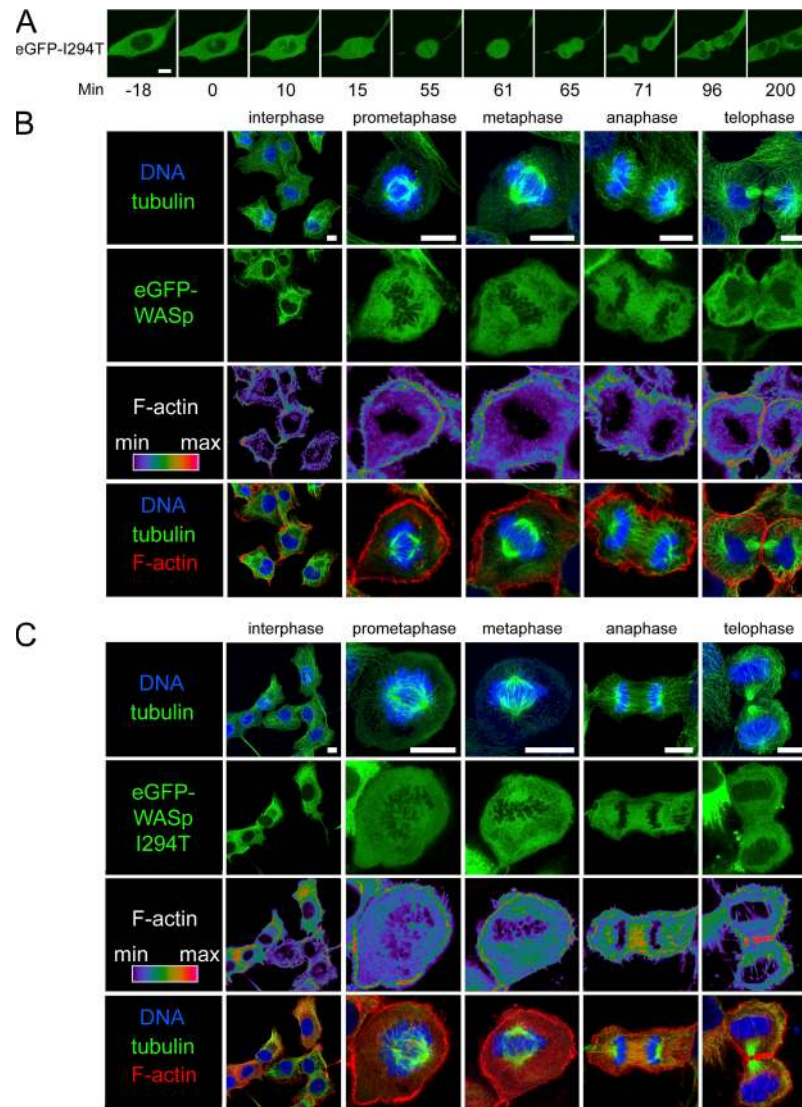 A
eGFP-I294T
Min -18 0 10 15 55 61 65 71 96 200
B
interphase prometaphase metaphase anaphase telophase
DNA
tubulin
eGFP-
WASp
F-actin
min max
DNA
tubulin
F-actin
C
interphase prometaphase metaphase anaphase telophase
DNA
tubulin
eGFP-
WASp
I294T
F-actin
min max
DNA
tubulin
F-actin